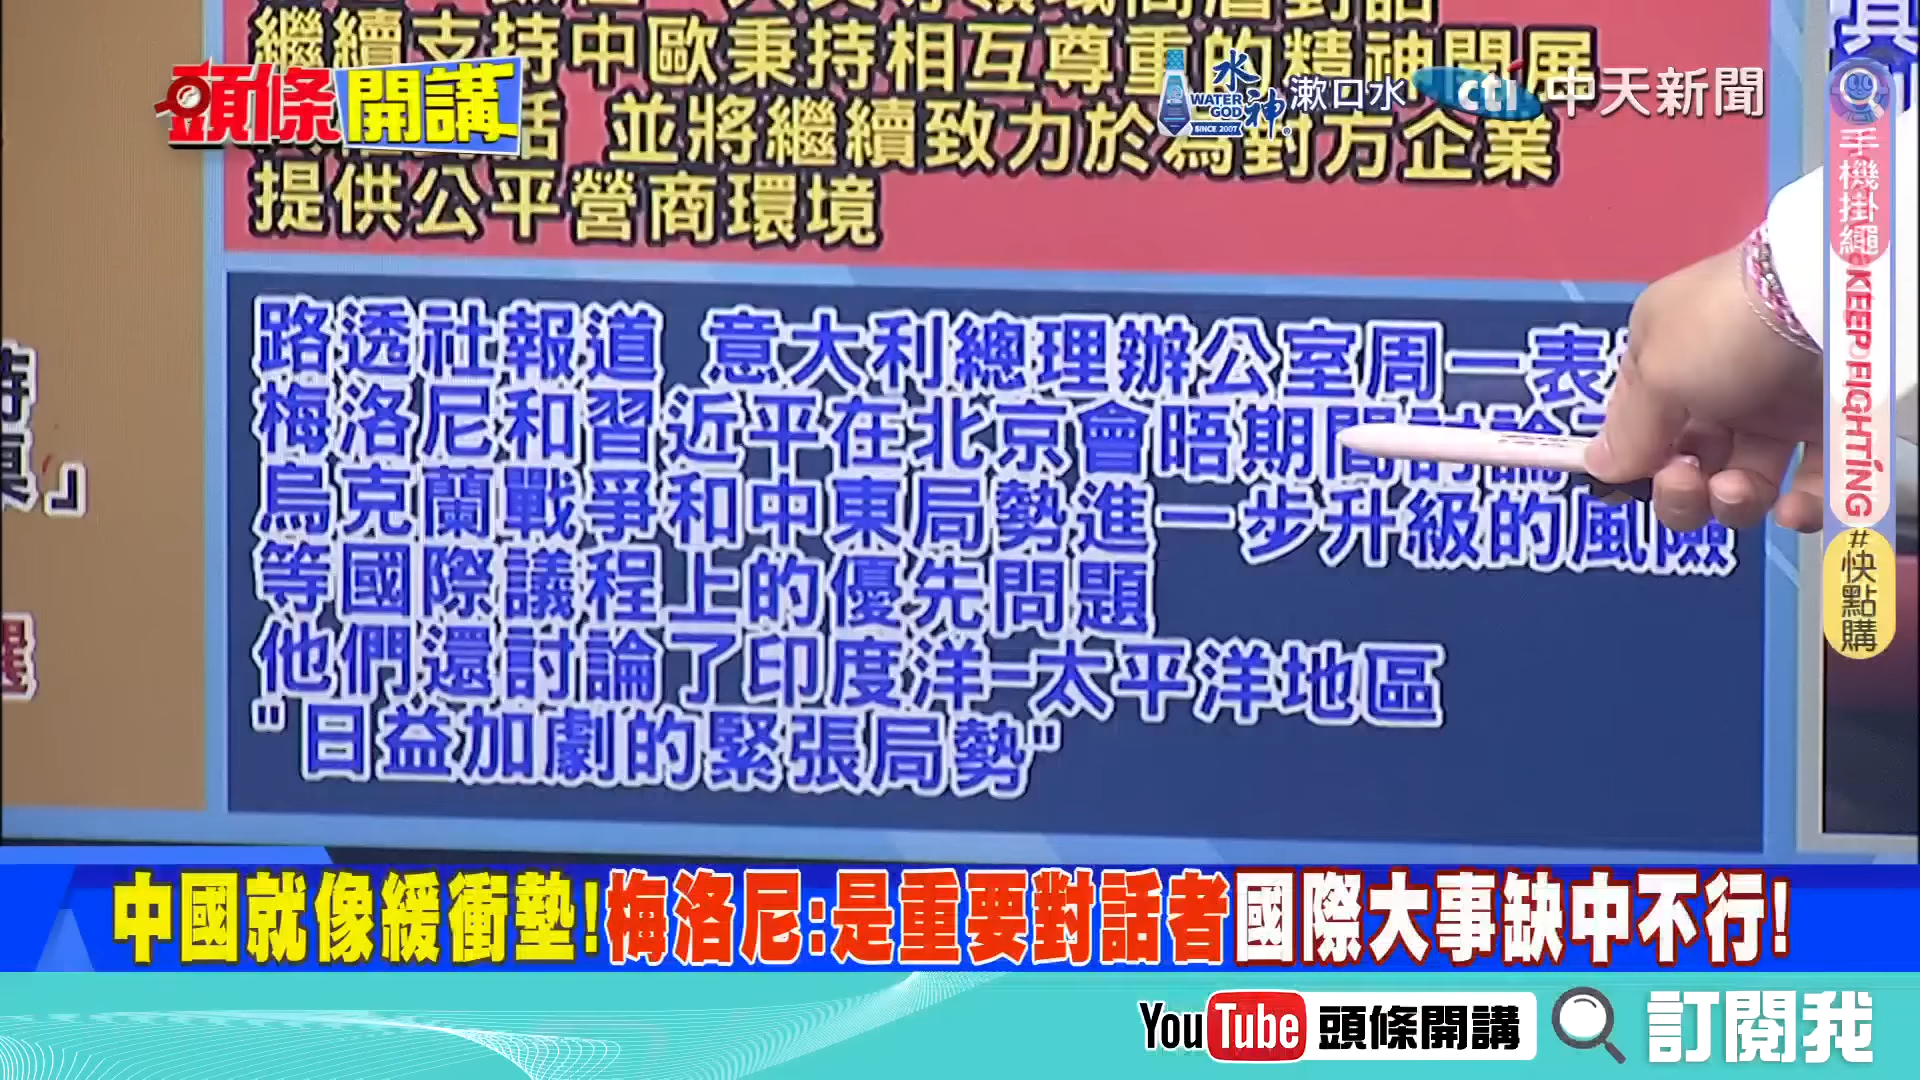 繼續支持中歐秉持相互尊重的精神開展
話 並將繼續致力於為對方企業
提供公平營商環境
頭條開講
水神
WATER GOD
SINCE 2007
漱口水
cti 中天新聞
路透社報道 意大利總理辦公室周一表
梅洛尼和習近平在北京會晤期間討論
烏克蘭戰爭和中東局勢進一步升級的風險
等國際議程上的優先問題
他們還討論了印度洋-太平洋地區
"日益加劇的緊張局勢"
手機掛繩
KEEP FIGHTING
#快點購
中國就像緩衝墊!梅洛尼:是重要對話者國際大事缺中不行!
YouTube 頭條開講 訂閱我